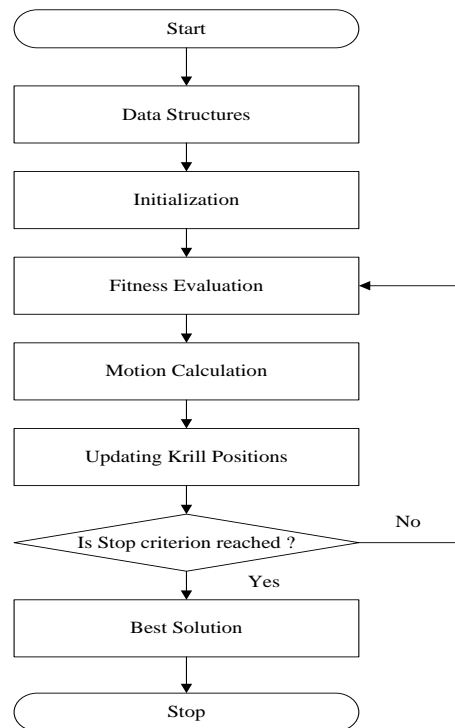 Start
Data Structures
Initialization
Fitness Evaluation
Motion Calculation
Updating Krill Positions
Is Stop criterion reached ?
No
Yes
Best Solution
Stop